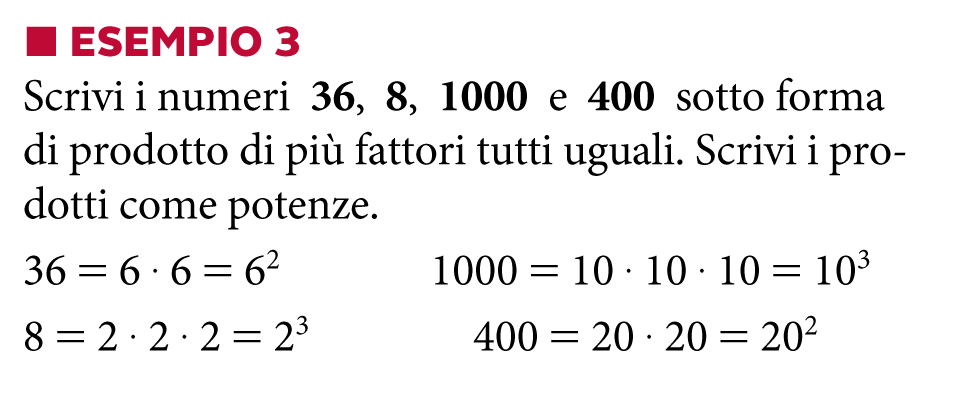 ■ ESEMPIO 3
Scrivi i numeri 36, 8, 1000 e 400 sotto forma
di prodotto di più fattori tutti uguali. Scrivi i pro-
dotti come potenze.
36 = 6 · 6 = 6² 1000 = 10 · 10 · 10 = 10³
8 = 2 · 2 · 2 = 2³ 400 = 20 · 20 = 20²